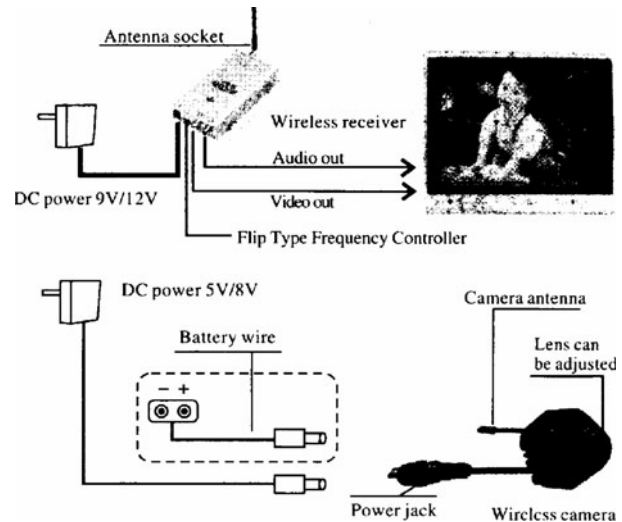 Antenna socket
Wireless receiver
Audio out
DC power 9V/12V
Video out
Flip Type Frequency Controller
DC power 5V/8V
Camera antenna
Battery wire
Lens can
be adjusted
− +
Power jack
Wireless camera